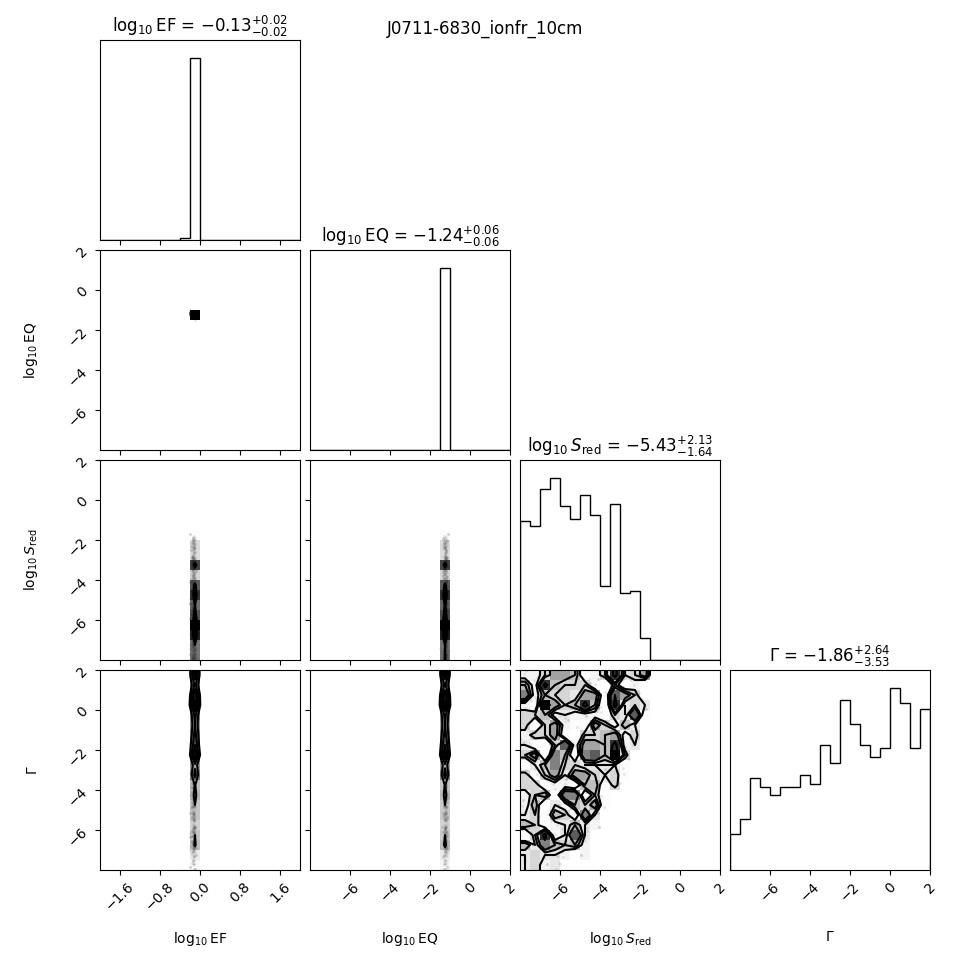 J0711-6830_ionfr_10cm
log₁₀ EF = −0.13 +0.02 −0.02
log₁₀ EQ = −1.24 +0.06 −0.06
2
0
−2
−4
−6
log₁₀ EQ
log₁₀ S_red = −5.43 +2.13 −1.64
2
0
−2
−4
−6
log₁₀ S_red
Γ = −1.86 +2.64 −3.53
2
0
−2
−4
−6
Γ
−1.6 −0.8 0.0 0.8 1.6
−6 −4 −2 0 2
−6 −4 −2 0 2
−6 −4 −2 0 2
log₁₀ EF
log₁₀ EQ
log₁₀ S_red
Γ